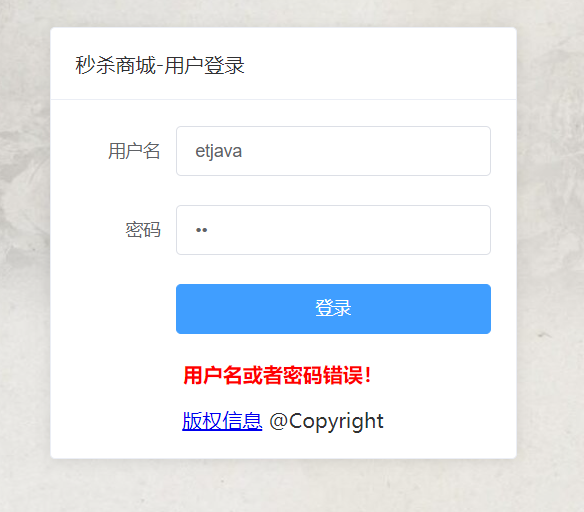 秒杀商城-用户登录
用户名 etjava
密码 ••
登录
用户名或者密码错误！
版权信息 @Copyright